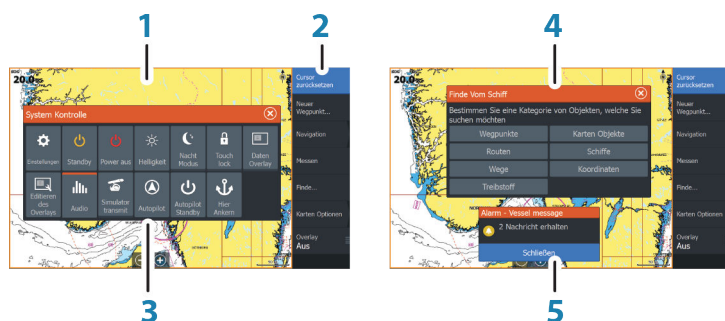 1
2
4
20.0
System Kontrolle
Einstellungen
Standby
Power aus
Helligkeit
Nacht
Modus
Touch
lock
Daten
Overlay
Editieren
des
Overlays
Audio
Simulator
transmit
Autopilot
Autopilot
Standby
Hier
Ankern
Cursor
zurücksetzen
Neuer
Wegpunkt...
Navigation
Messen
Finde...
Karten Optionen
Overlay
Aus
3
20.0
Finde Vom Schiff
Bestimmen Sie eine Kategorie von Objekten, welche Sie
suchen möchten
Wegpunkte
Karten Objekte
Routen
Schiffe
Wege
Koordinaten
Treibstoff
Alarm - Vessel message
2 Nachricht erhalten
Schließen
Cursor
zurücksetzen
Neuer
Wegpunkt...
Navigation
Messen
Finde...
Karten Optionen
Overlay
Aus
5